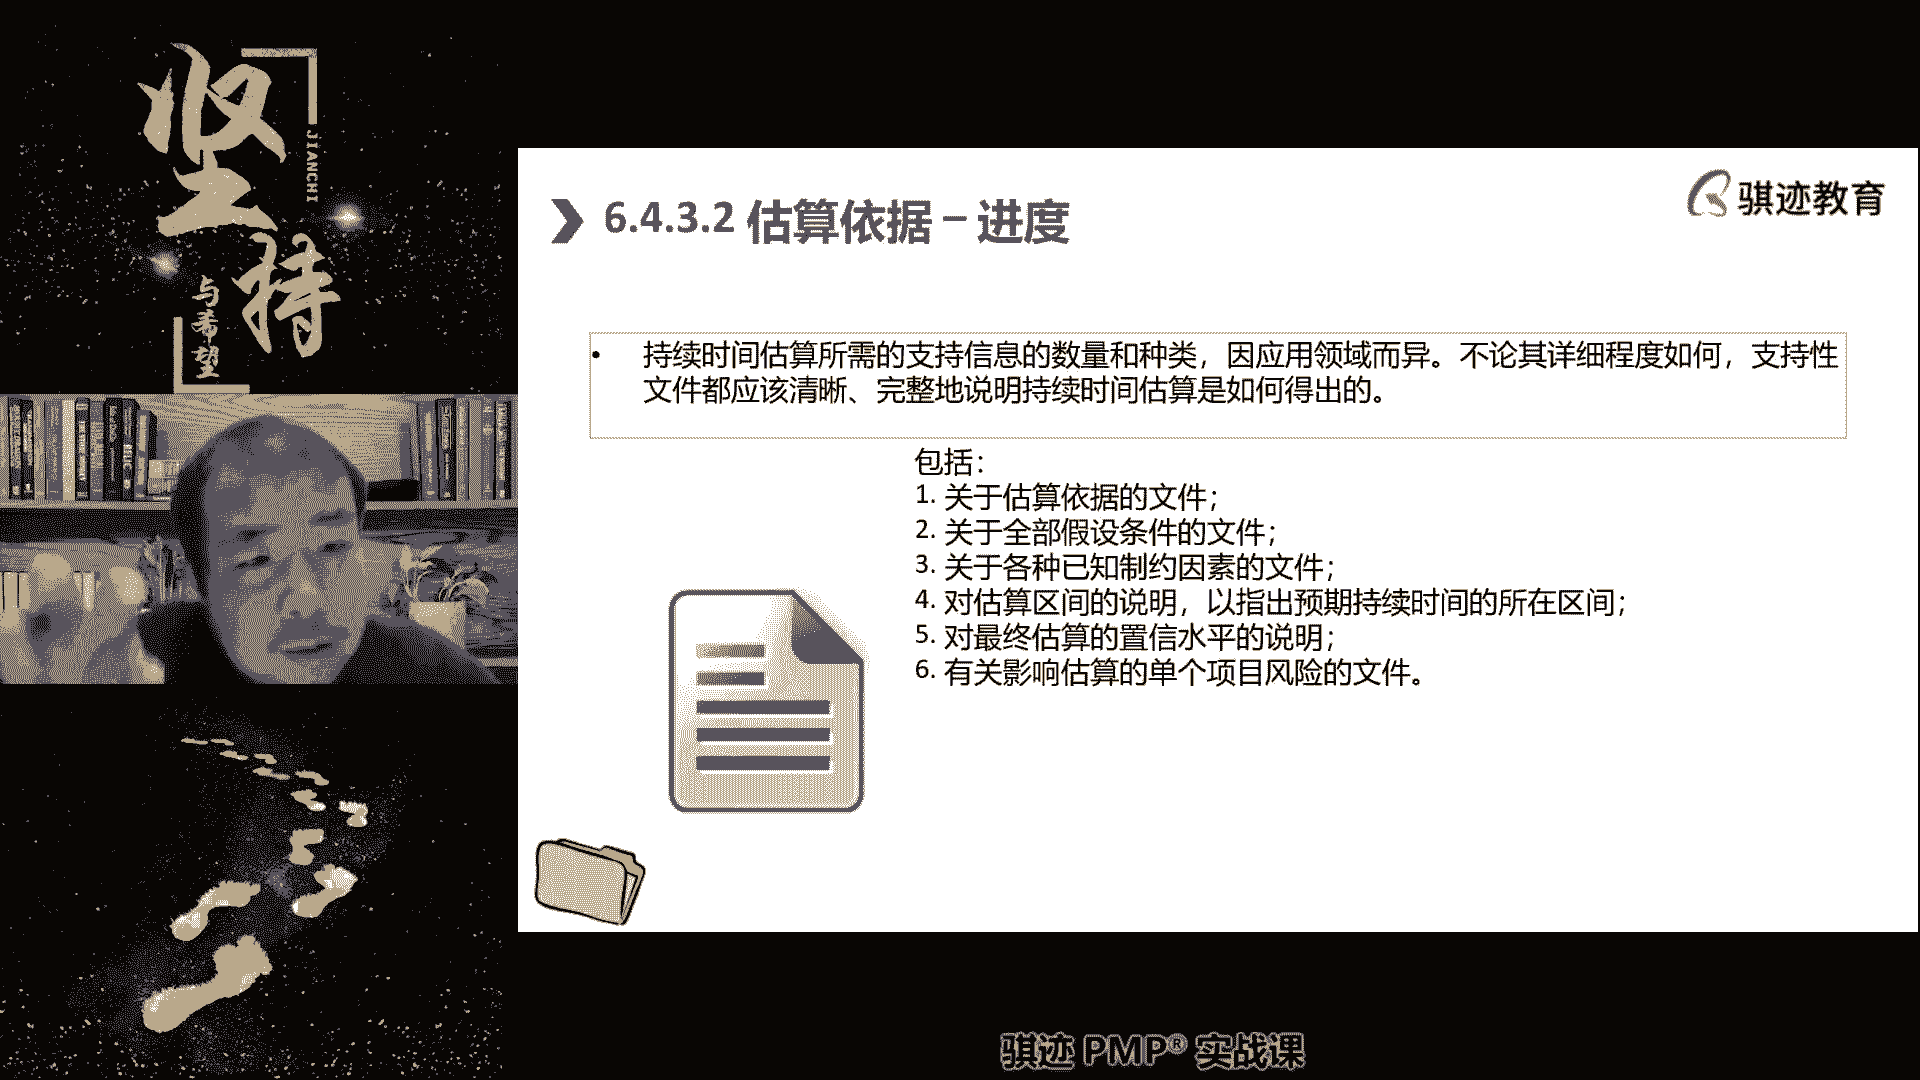 坚持
JIANCHI
与希望
骐迹教育
6.4.3.2 估算依据 – 进度
• 持续时间估算所需的支持信息的数量和种类，因应用领域而异。不论其详细程度如何，支持性
文件都应该清晰、完整地说明持续时间估算是如何得出的。
包括：
1. 关于估算依据的文件；
2. 关于全部假设条件的文件；
3. 关于各种已知制约因素的文件；
4. 对估算区间的说明，以指出预期持续时间的所在区间；
5. 对最终估算的置信水平的说明；
6. 有关影响估算的单个项目风险的文件。
骐迹 PMP® 实战课